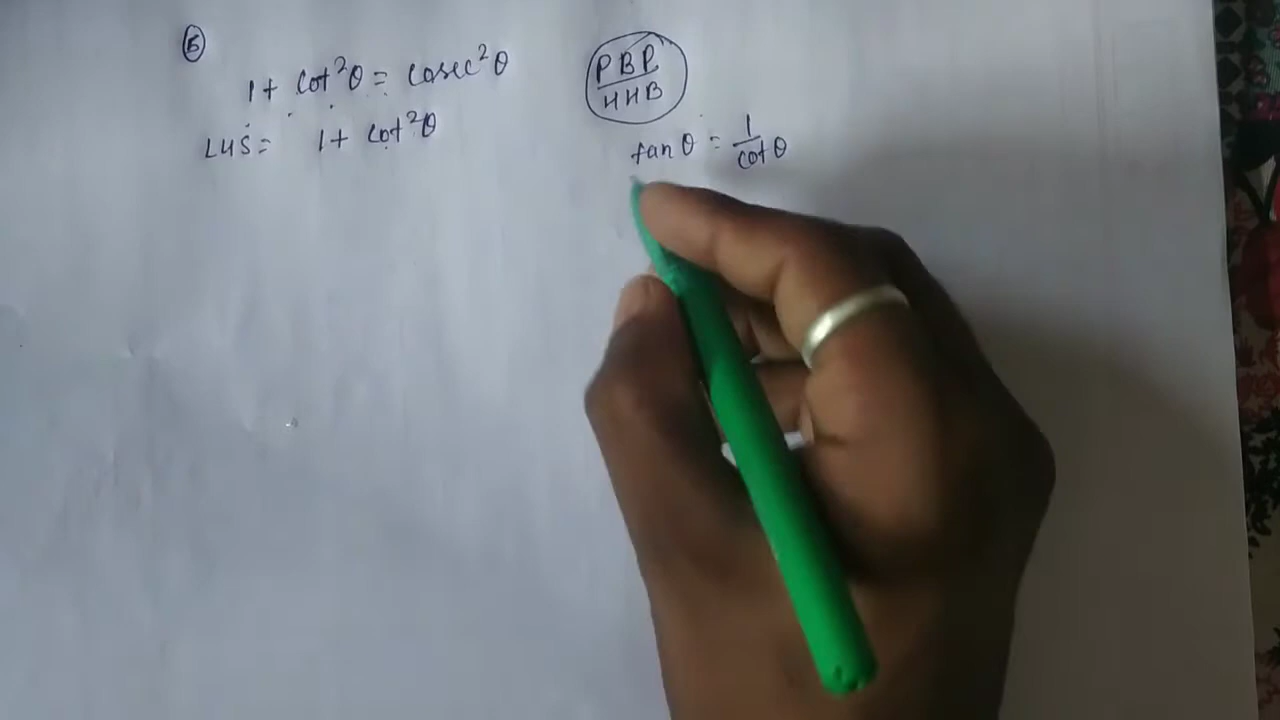 5
1 + cot²θ = cosec²θ
LHS = 1 + cot²θ
PBP
HHB
tan θ = 1/cot θ